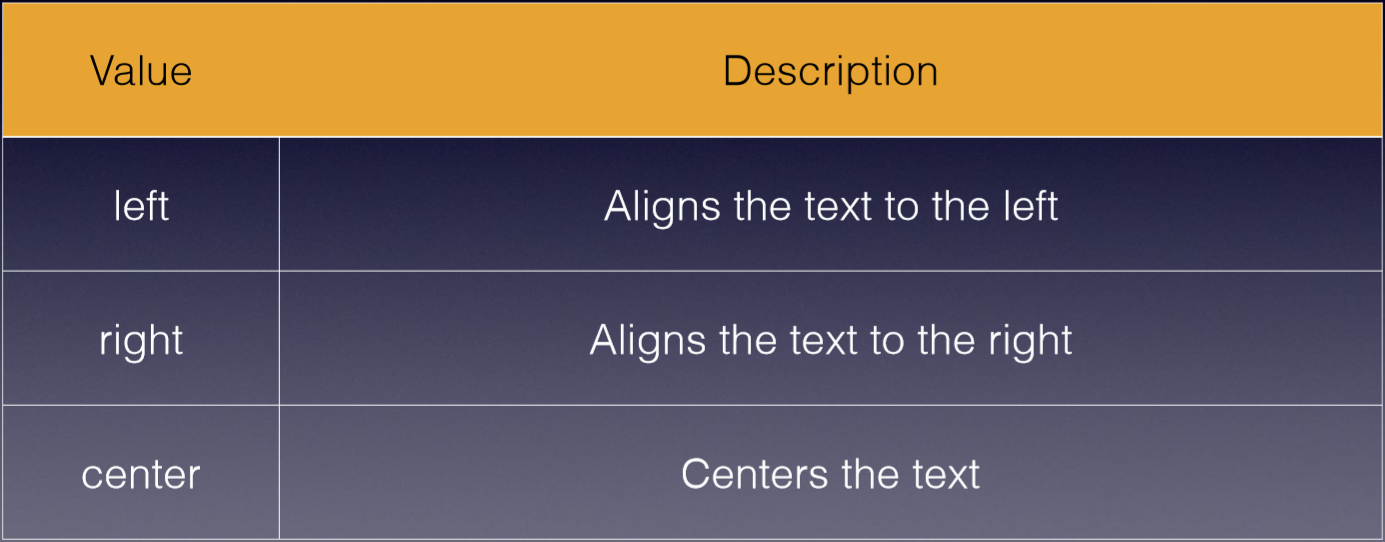 Value Description
left Aligns the text to the left
right Aligns the text to the right
center Centers the text